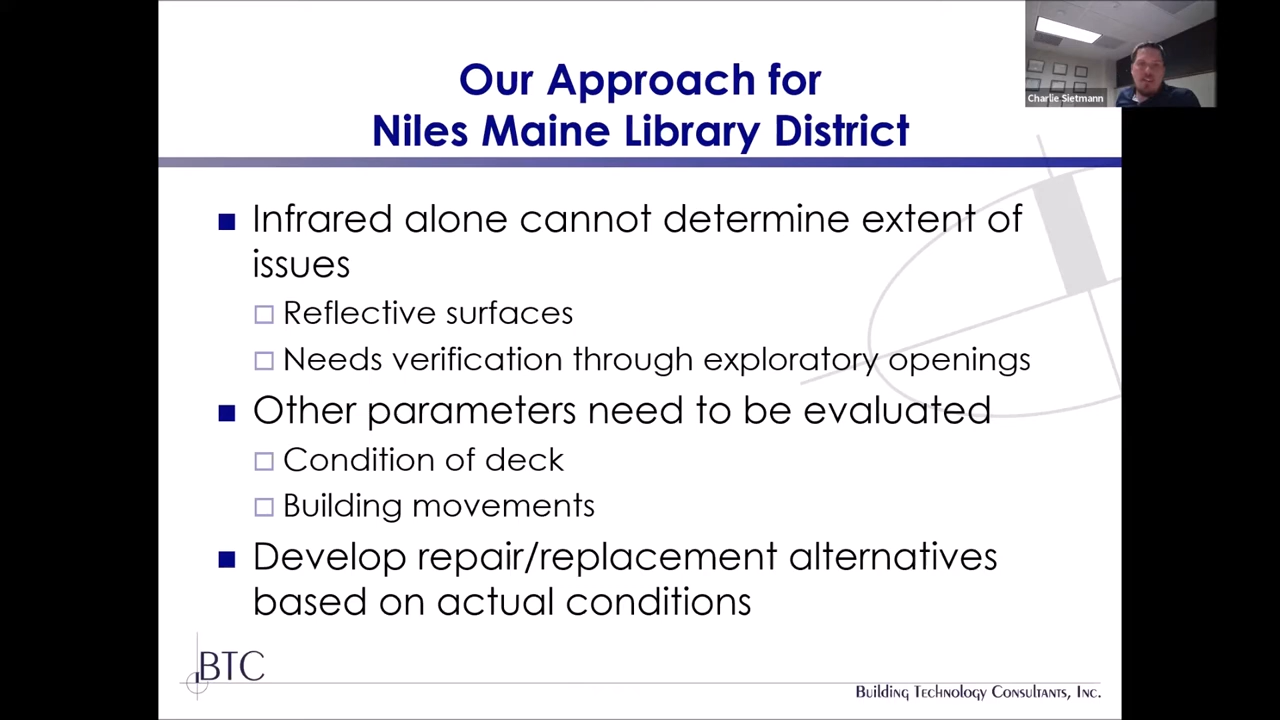 Our Approach for
Niles Maine Library District
Charlie Sietmann
Infrared alone cannot determine extent of
issues
Reflective surfaces
Needs verification through exploratory openings
Other parameters need to be evaluated
Condition of deck
Building movements
Develop repair/replacement alternatives
based on actual conditions
BTC
Building Technology Consultants, Inc.